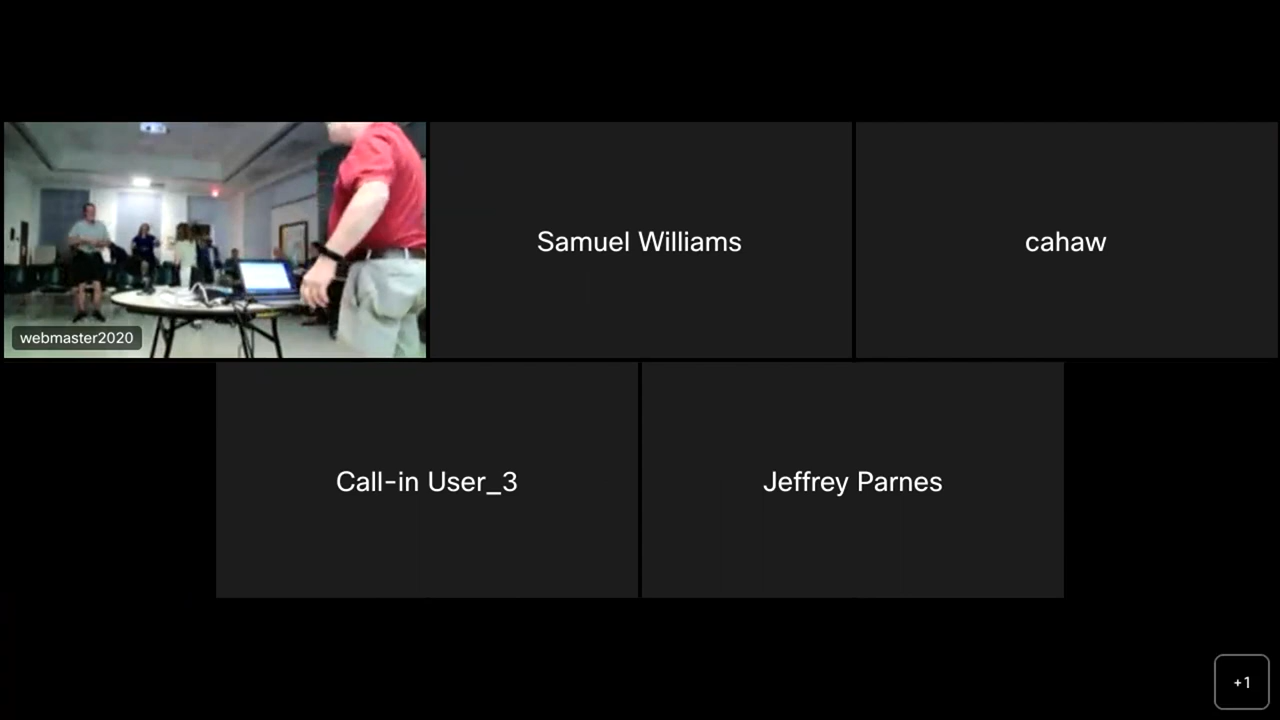 Samuel Williams
cahaw
webmaster2020
Call-in User_3
Jeffrey Parnes
+1